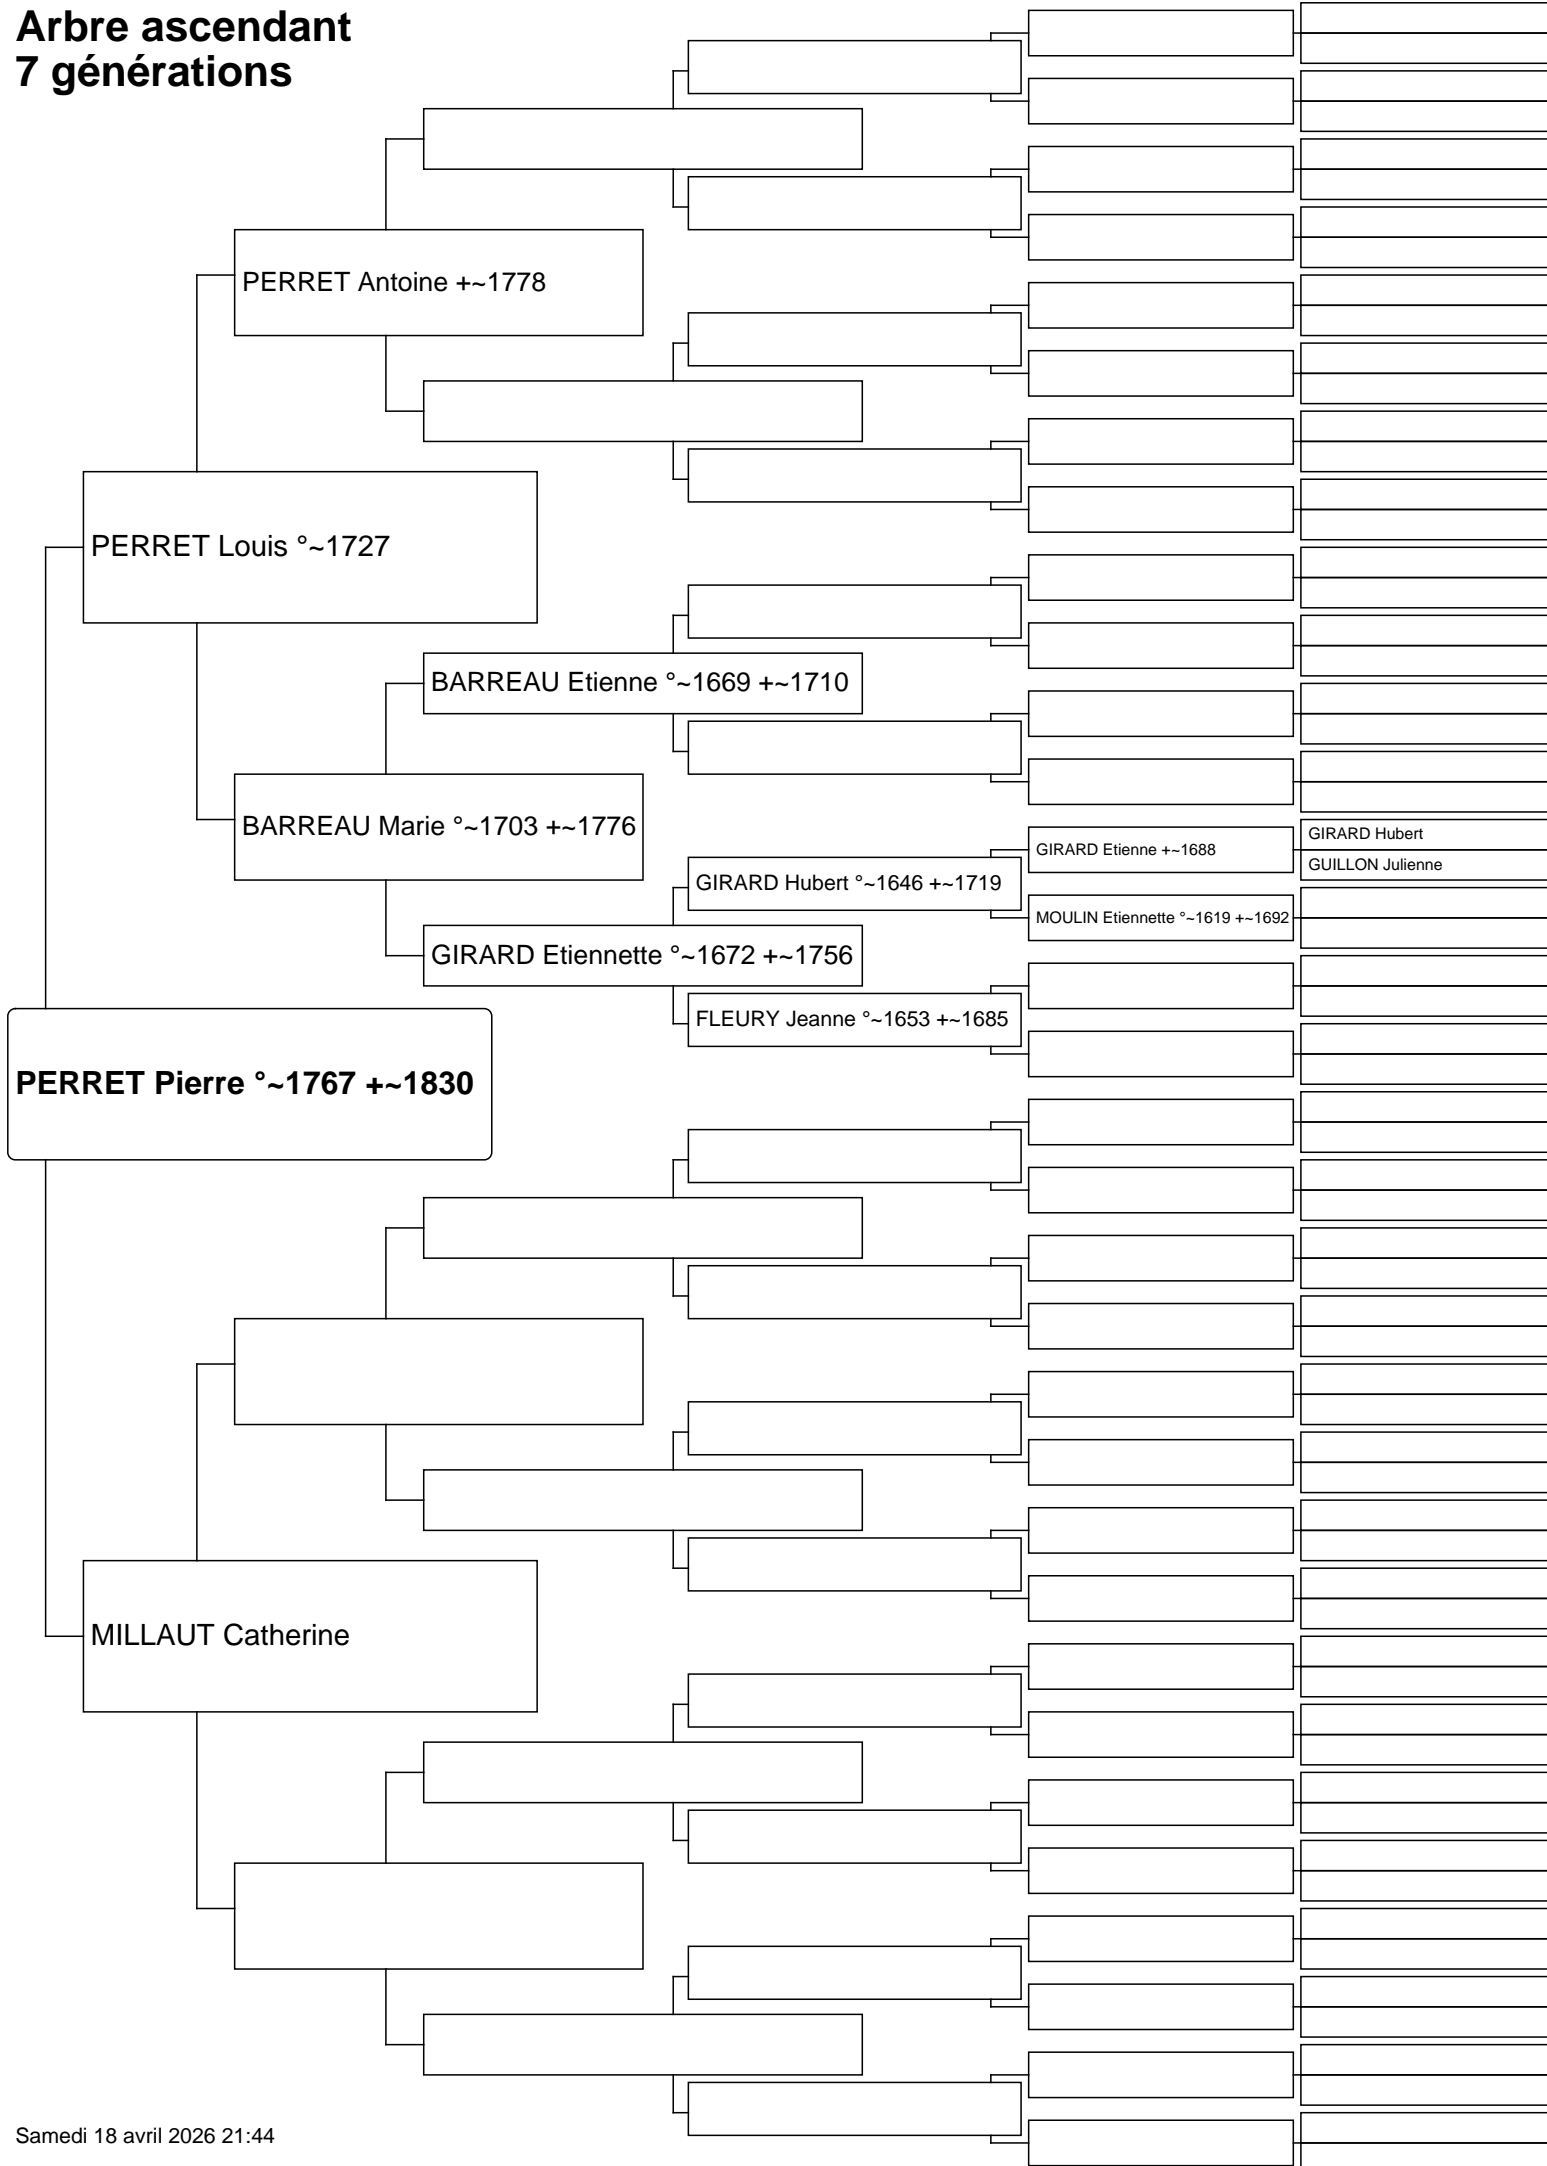 Arbre ascendant
7 générations
PERRET Antoine +~1778
PERRET Louis °~1727
BARREAU Etienne °~1669 +~1710
BARREAU Marie °~1703 +~1776
GIRARD Hubert
GIRARD Etienne +~1688
GUILLON Julienne
GIRARD Hubert °~1646 +~1719
MOULIN Etiennette °~1619 +~1692
GIRARD Etiennette °~1672 +~1756
FLEURY Jeanne °~1653 +~1685
PERRET Pierre °~1767 +~1830
MILLAUT Catherine
Samedi 18 avril 2026 21:44